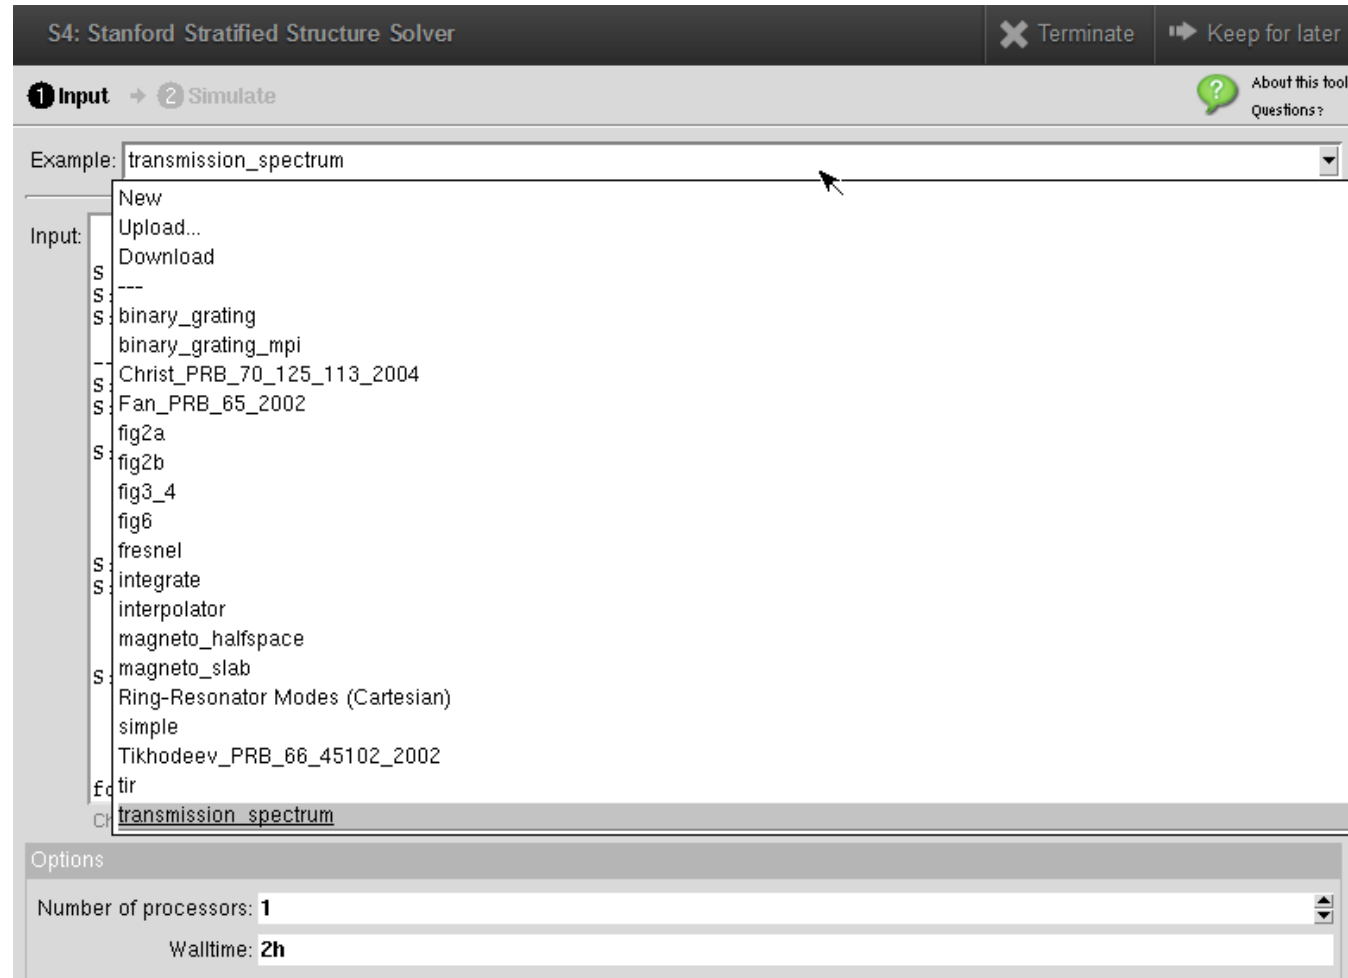 S4: Stanford Stratified Structure Solver
Terminate
Keep for later
1 Input
2 Simulate
About this tool
Questions?
Example: transmission_spectrum
New
Input:
Upload...
Download
S
---
S:
S: binary_grating
binary_grating_mpi
--
Christ_PRB_70_125_113_2004
S:
S: Fan_PRB_65_2002
fig2a
S: fig2b
fig3_4
fig6
fresnel
S:
S: integrate
interpolator
magneto_halfspace
S: magneto_slab
Ring-Resonator Modes (Cartesian)
simple
Tikhodeev_PRB_66_45102_2002
tir
transmission_spectrum
Options
Number of processors: 1
Walltime: 2h